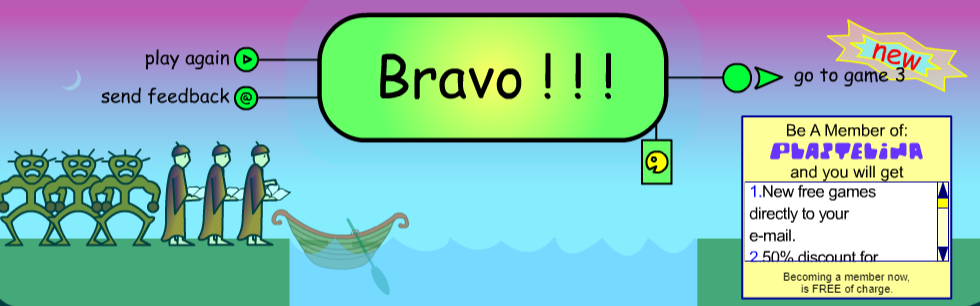 play again
send feedback
@
Bravo ! ! !
new
go to game 3
Be A Member of:
PLASTELINA
and you will get
1.New free games
directly to your
e-mail.
2.50% discount for
Becoming a member now,
is FREE of charge.